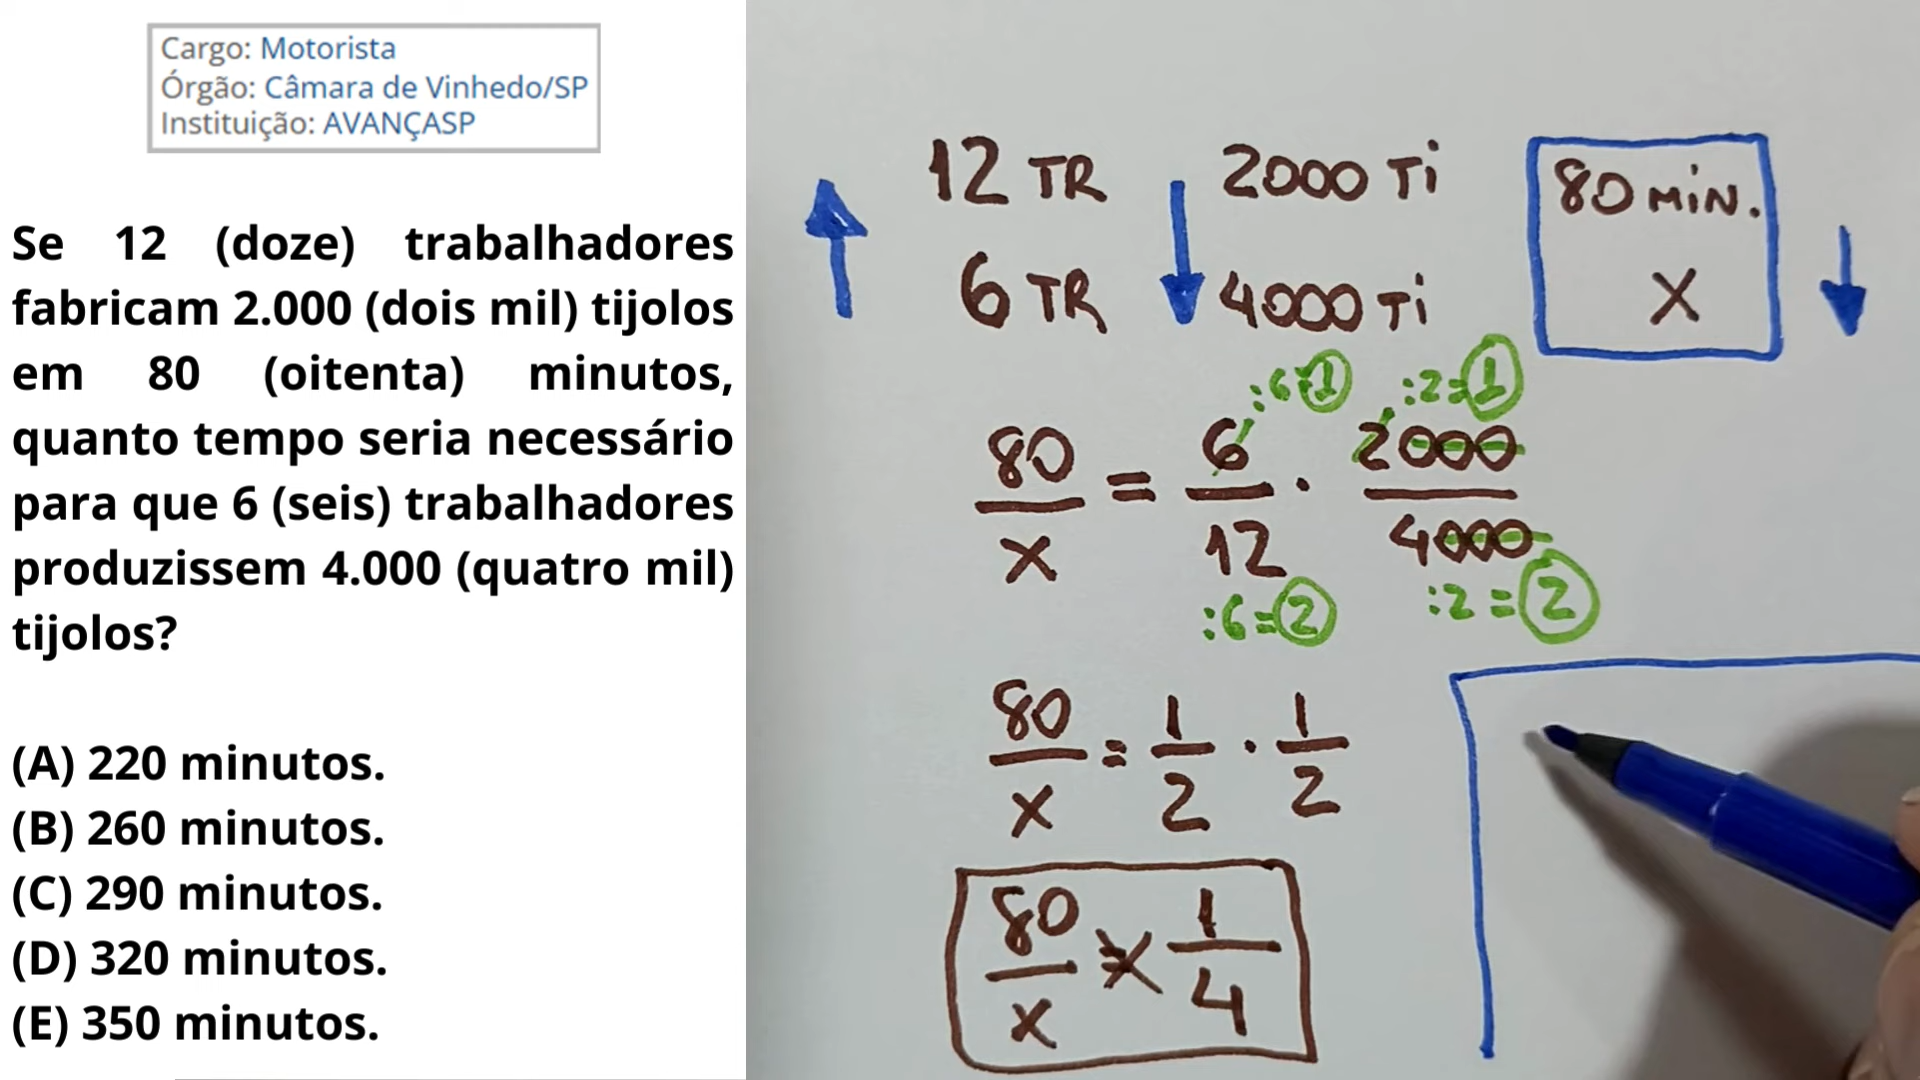 Cargo: Motorista
Órgão: Câmara de Vinhedo/SP
Instituição: AVANÇASP
Se 12 (doze) trabalhadores
fabricam 2.000 (dois mil) tijolos
em 80 (oitenta) minutos,
quanto tempo seria necessário
para que 6 (seis) trabalhadores
produzissem 4.000 (quatro mil)
tijolos?
(A) 220 minutos.
(B) 260 minutos.
(C) 290 minutos.
(D) 320 minutos.
(E) 350 minutos.
12 TR 2000 Ti 80 MiN.
6 TR 4000 Ti X
:6=1 :2=1
80 6 2000
= ·
X 12 4000
:6=2 :2=2
80 1 1
= ·
X 2 2
80 1
=
X 4